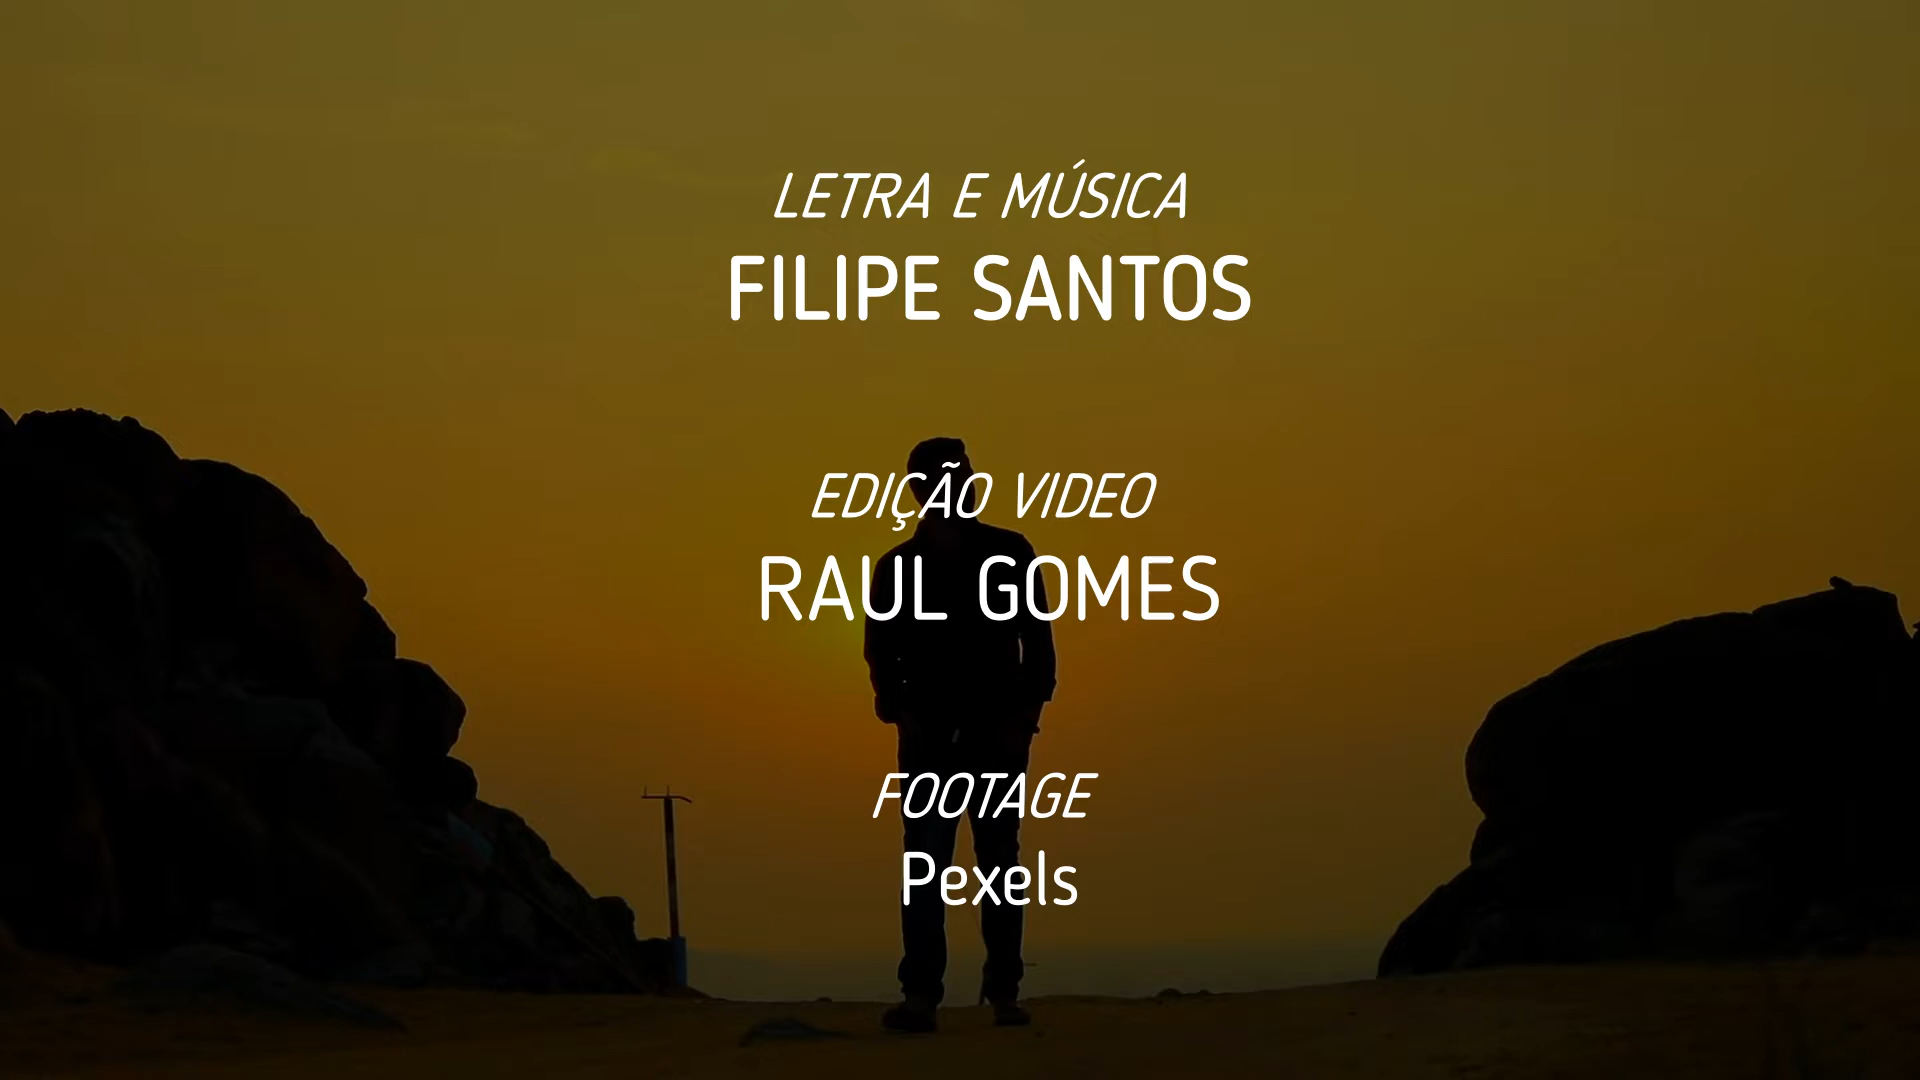 LETRA E MÚSICA
FILIPE SANTOS
EDIÇÃO VIDEO
RAUL GOMES
FOOTAGE
Pexels